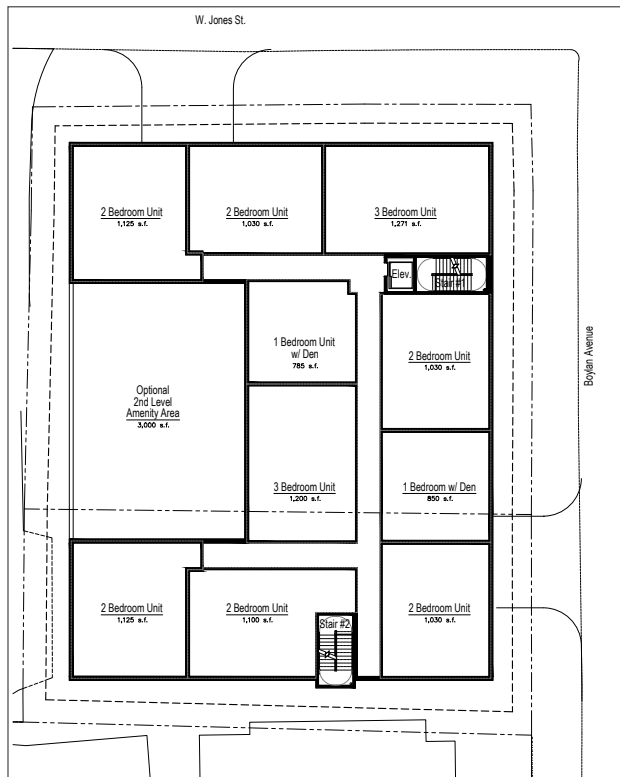 W. Jones St.
2 Bedroom Unit
1,125 s.f.
2 Bedroom Unit
1,030 s.f.
3 Bedroom Unit
1,271 s.f.
Elev.
Stair #1
1 Bedroom Unit
w/ Den
785 s.f.
2 Bedroom Unit
1,030 s.f.
Boylan Avenue
Optional
2nd Level
Amenity Area
3,000 s.f.
3 Bedroom Unit
1,200 s.f.
1 Bedroom w/ Den
850 s.f.
2 Bedroom Unit
1,125 s.f.
2 Bedroom Unit
1,100 s.f.
Stair #2
2 Bedroom Unit
1,030 s.f.